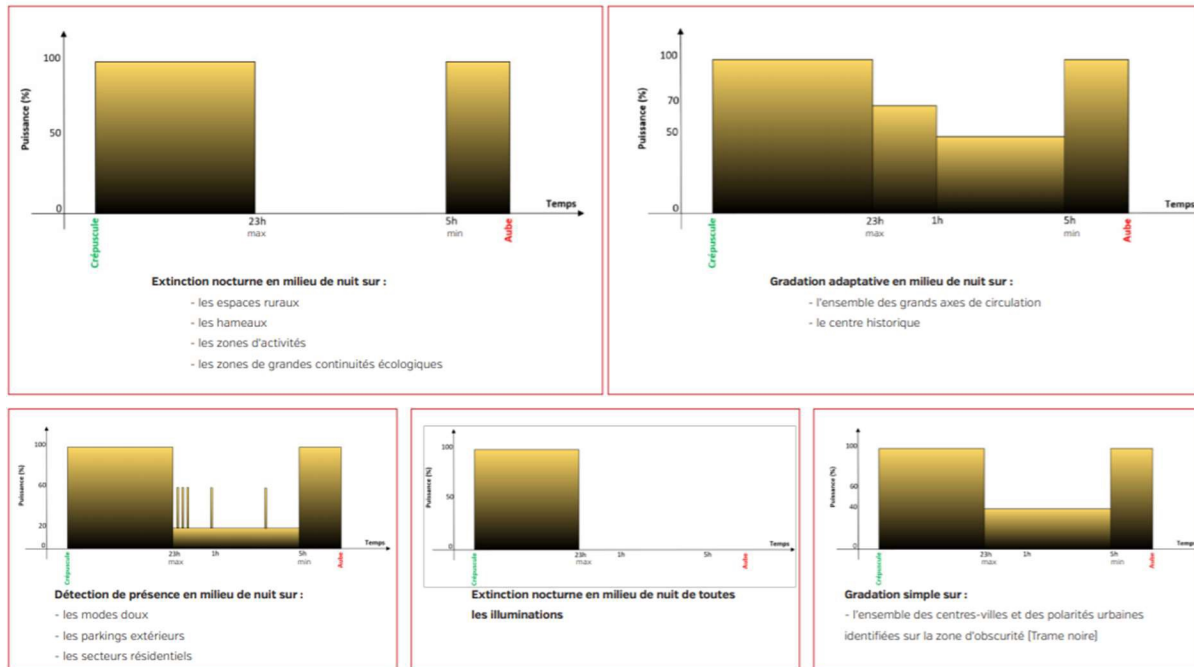 Puissance (%)
100
50
0
Crépuscule
23h
max
5h
min
Aube
Temps
Extinction nocturne en milieu de nuit sur :
- les espaces ruraux
- les hameaux
- les zones d'activités
- les zones de grandes continuités écologiques
Puissance (%)
100
70
50
0
Crépuscule
23h
max
1h
5h
min
Aube
Temps
Gradation adaptative en milieu de nuit sur :
- l'ensemble des grands axes de circulation
- le centre historique
Puissance (%)
100
60
20
0
Crépuscule
23h
max
1h
5h
min
Aube
Temps
Détection de présence en milieu de nuit sur :
- les modes doux
- les parkings extérieurs
- les secteurs résidentiels
Puissance (%)
100
50
0
Crépuscule
23h
max
1h
5h
Aube
Temps
Extinction nocturne en milieu de nuit de toutes
les illuminations
Puissance (%)
100
60
40
0
Crépuscule
23h
max
1h
5h
min
Aube
Temps
Gradation simple sur :
- l'ensemble des centres-villes et des polarités urbaines
identifiées sur la zone d'obscurité [Trame noire]